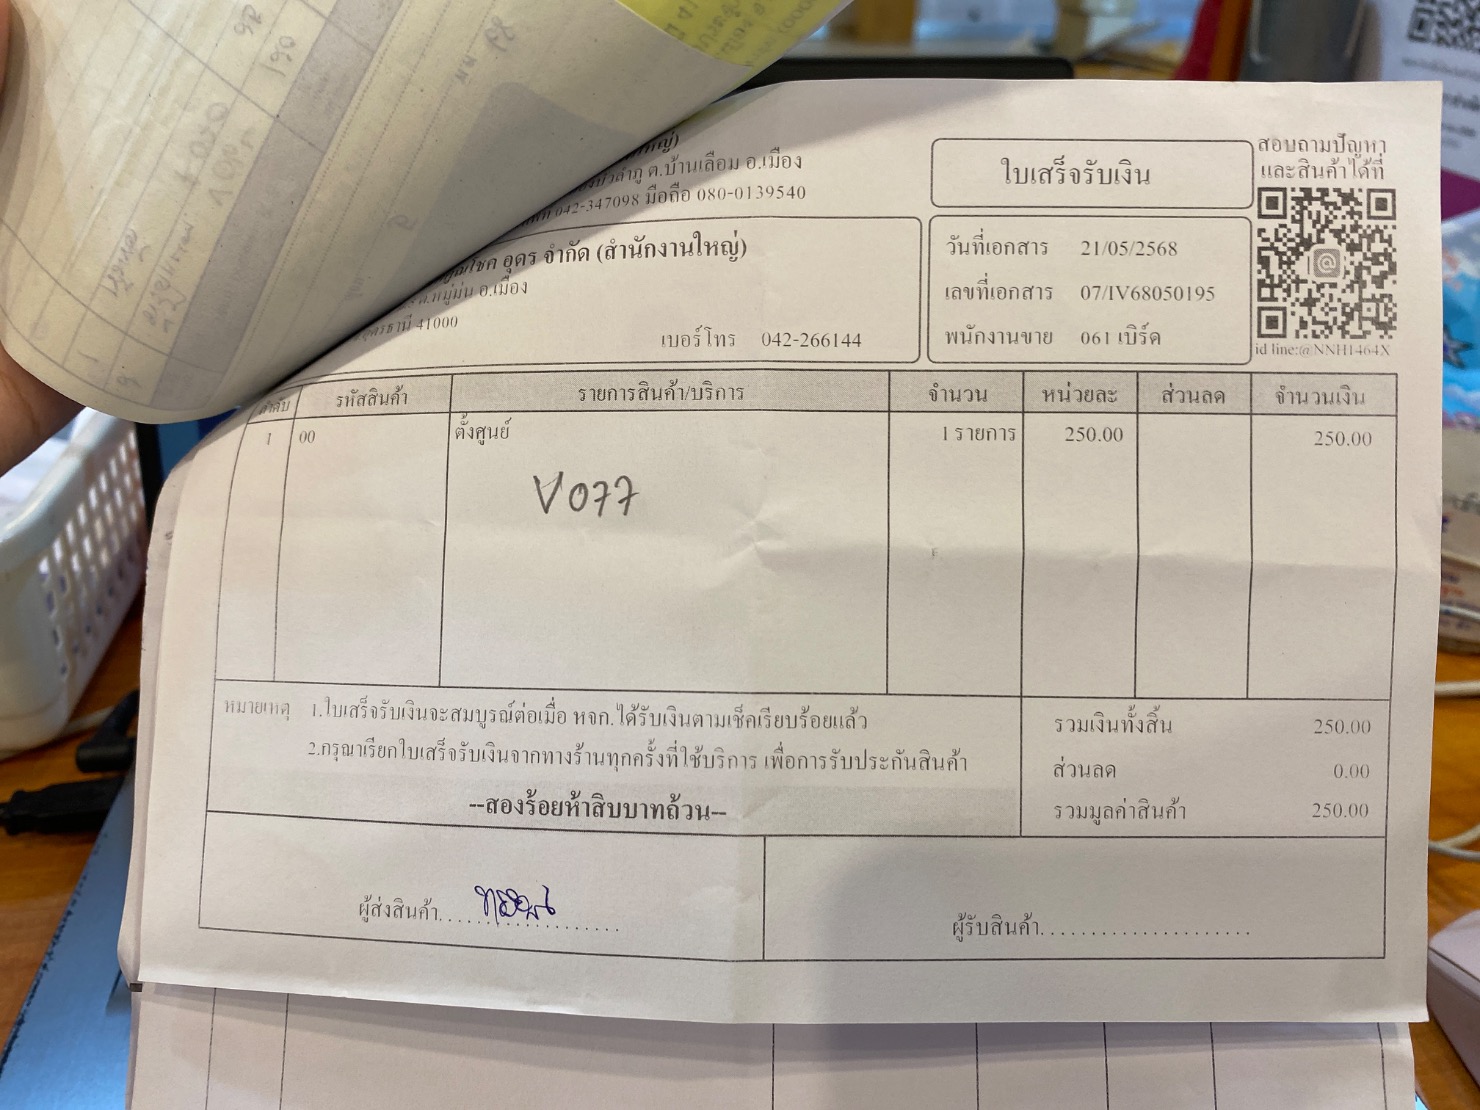 ต.บ้านเลื่อม อ.เมือง
042-347098 มือถือ 080-0139540
ใบเสร็จรับเงิน
สอบถามปัญหา
และสินค้าได้ที่
id line:@NNH1464X
อุดร จำกัด (สำนักงานใหญ่)
อ.เมือง
41000
เบอร์โทร 042-266144
วันที่เอกสาร 21/05/2568
เลขที่เอกสาร 07/IV68050195
พนักงานขาย 061 เบิร์ด
ลำดับ รหัสสินค้า รายการสินค้า/บริการ จำนวน หน่วยละ ส่วนลด จำนวนเงิน
1 00 ตั้งศูนย์ 1 รายการ 250.00 250.00
V077
หมายเหตุ 1.ใบเสร็จรับเงินจะสมบูรณ์ต่อเมื่อ หจก.ได้รับเงินตามเช็คเรียบร้อยแล้ว
2.กรุณาเรียกใบเสร็จรับเงินจากทางร้านทุกครั้งที่ใช้บริการ เพื่อการรับประกันสินค้า
--สองร้อยห้าสิบบาทถ้วน--
รวมเงินทั้งสิ้น 250.00
ส่วนลด 0.00
รวมมูลค่าสินค้า 250.00
ผู้ส่งสินค้า....................
ผู้รับสินค้า.....................